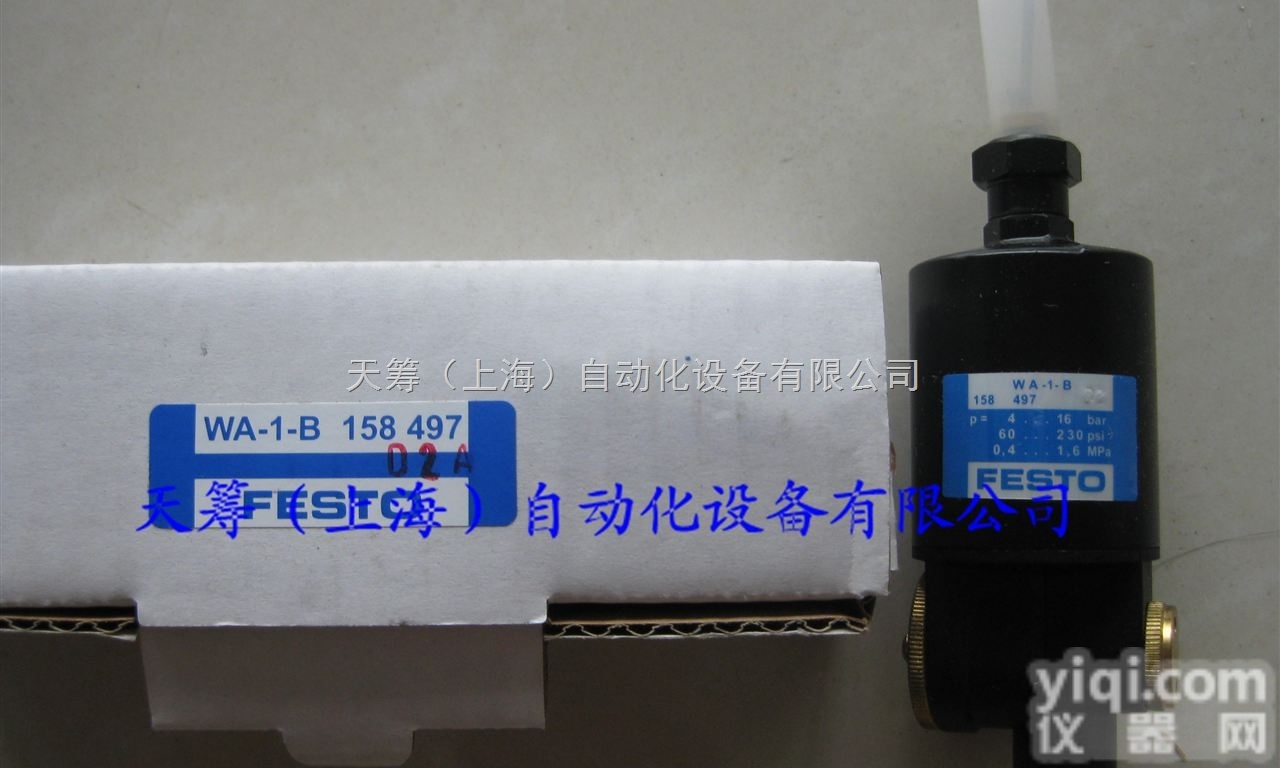 天筹（上海）自动化设备有限公司
WA-1-B 158 497
02A
FESTO
天筹（上海）自动化设备有限公司
WA-1-B
158 497
p= 4 ... 16 bar
60 ... 230 psi
0,4 ... 1,6 MPa
FESTO
yiqi.com
仪器网